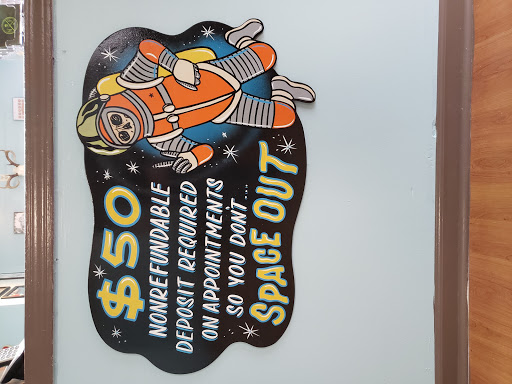 $50
NONREFUNDABLE
DEPOSIT REQUIRED
ON APPOINTMENTS
SO YOU DON'T...
SPACE OUT